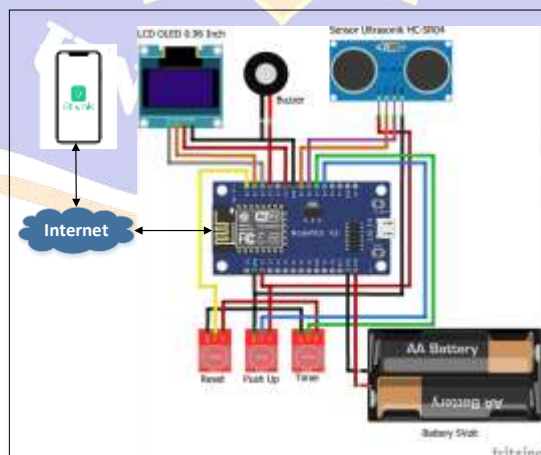 LCD OLED 0.96 Inch
Sensor Ultrasonik HC-SR04
Buzzer
Blynk
Internet
Reset
Push Up
Timer
AA Battery
AA Battery
Battery 5Volt
fritzing